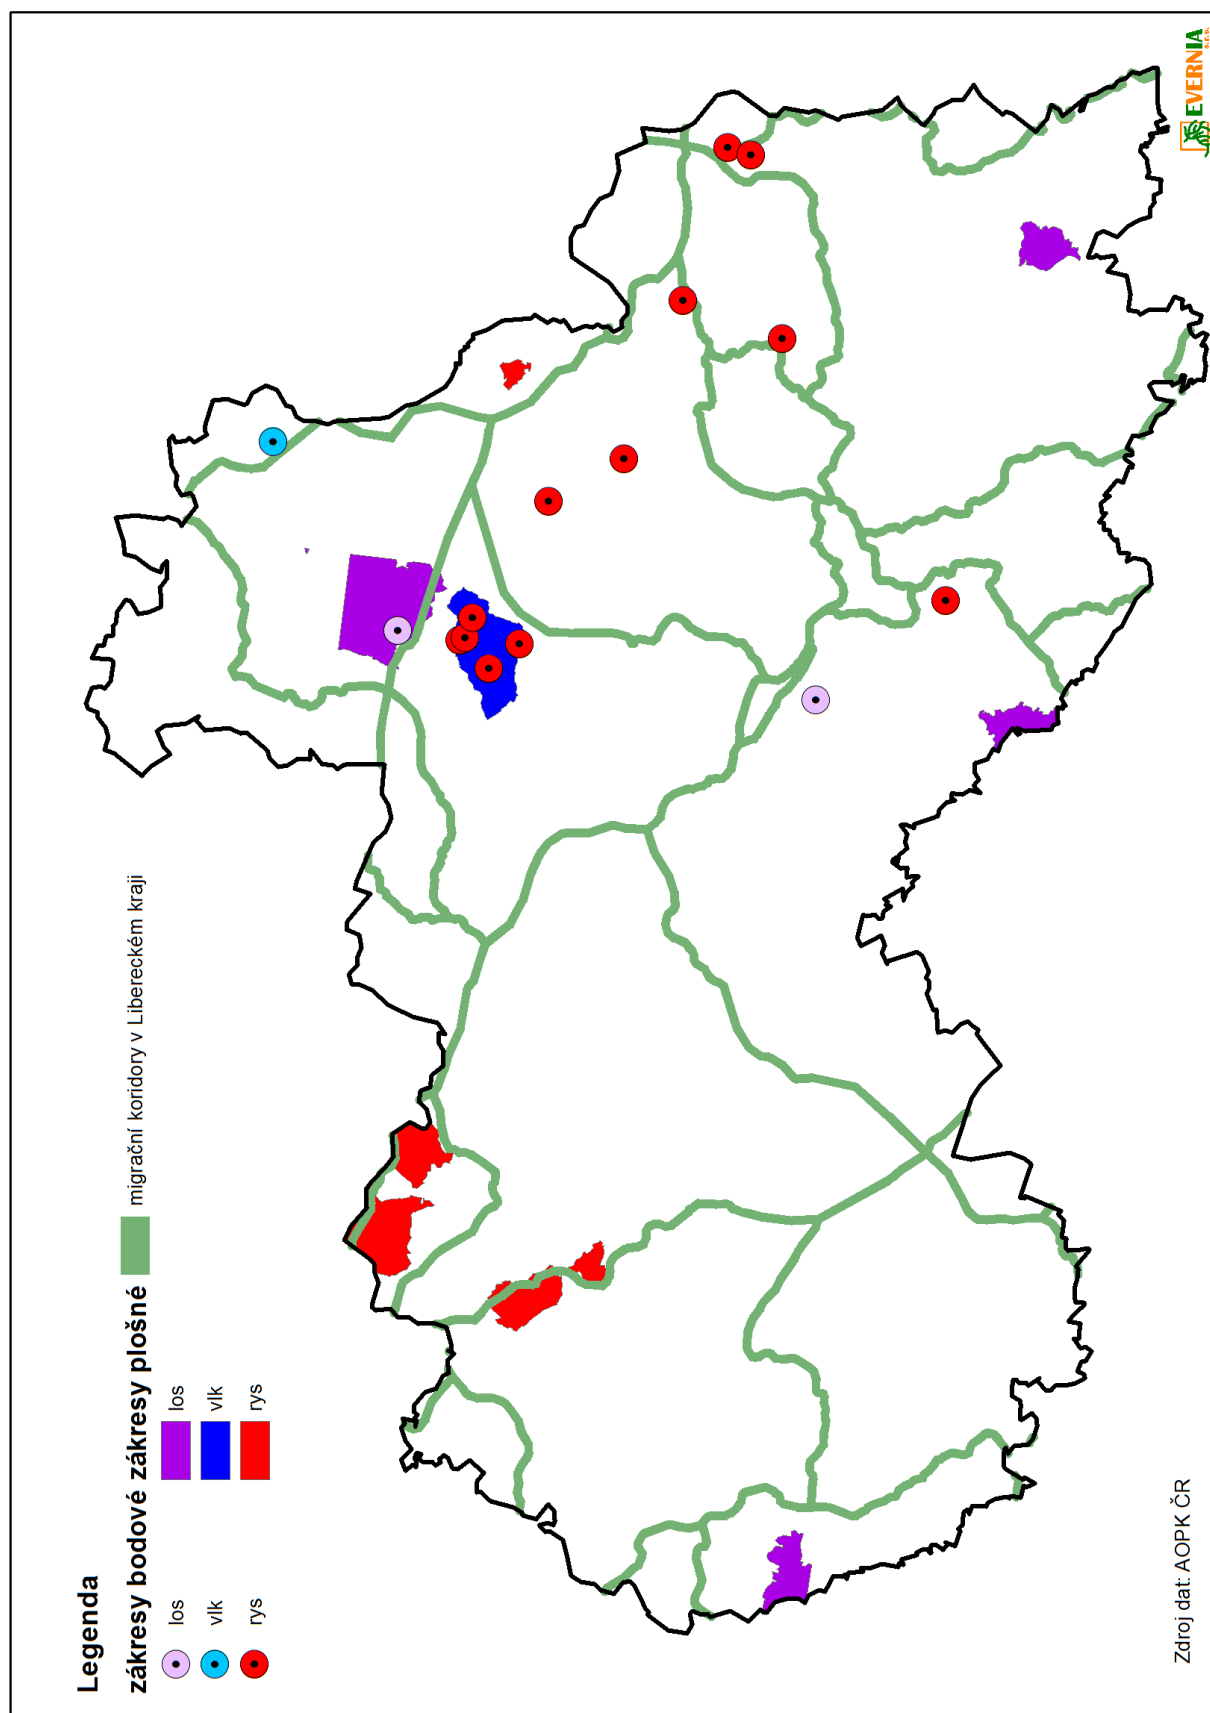 Legenda
zákresy bodové
los
vlk
rys
zákresy plošné
los
vlk
rys
migrační koridory v Libereckém kraji
Zdroj dat: AOPK ČR
EVERNIA
s.r.o.